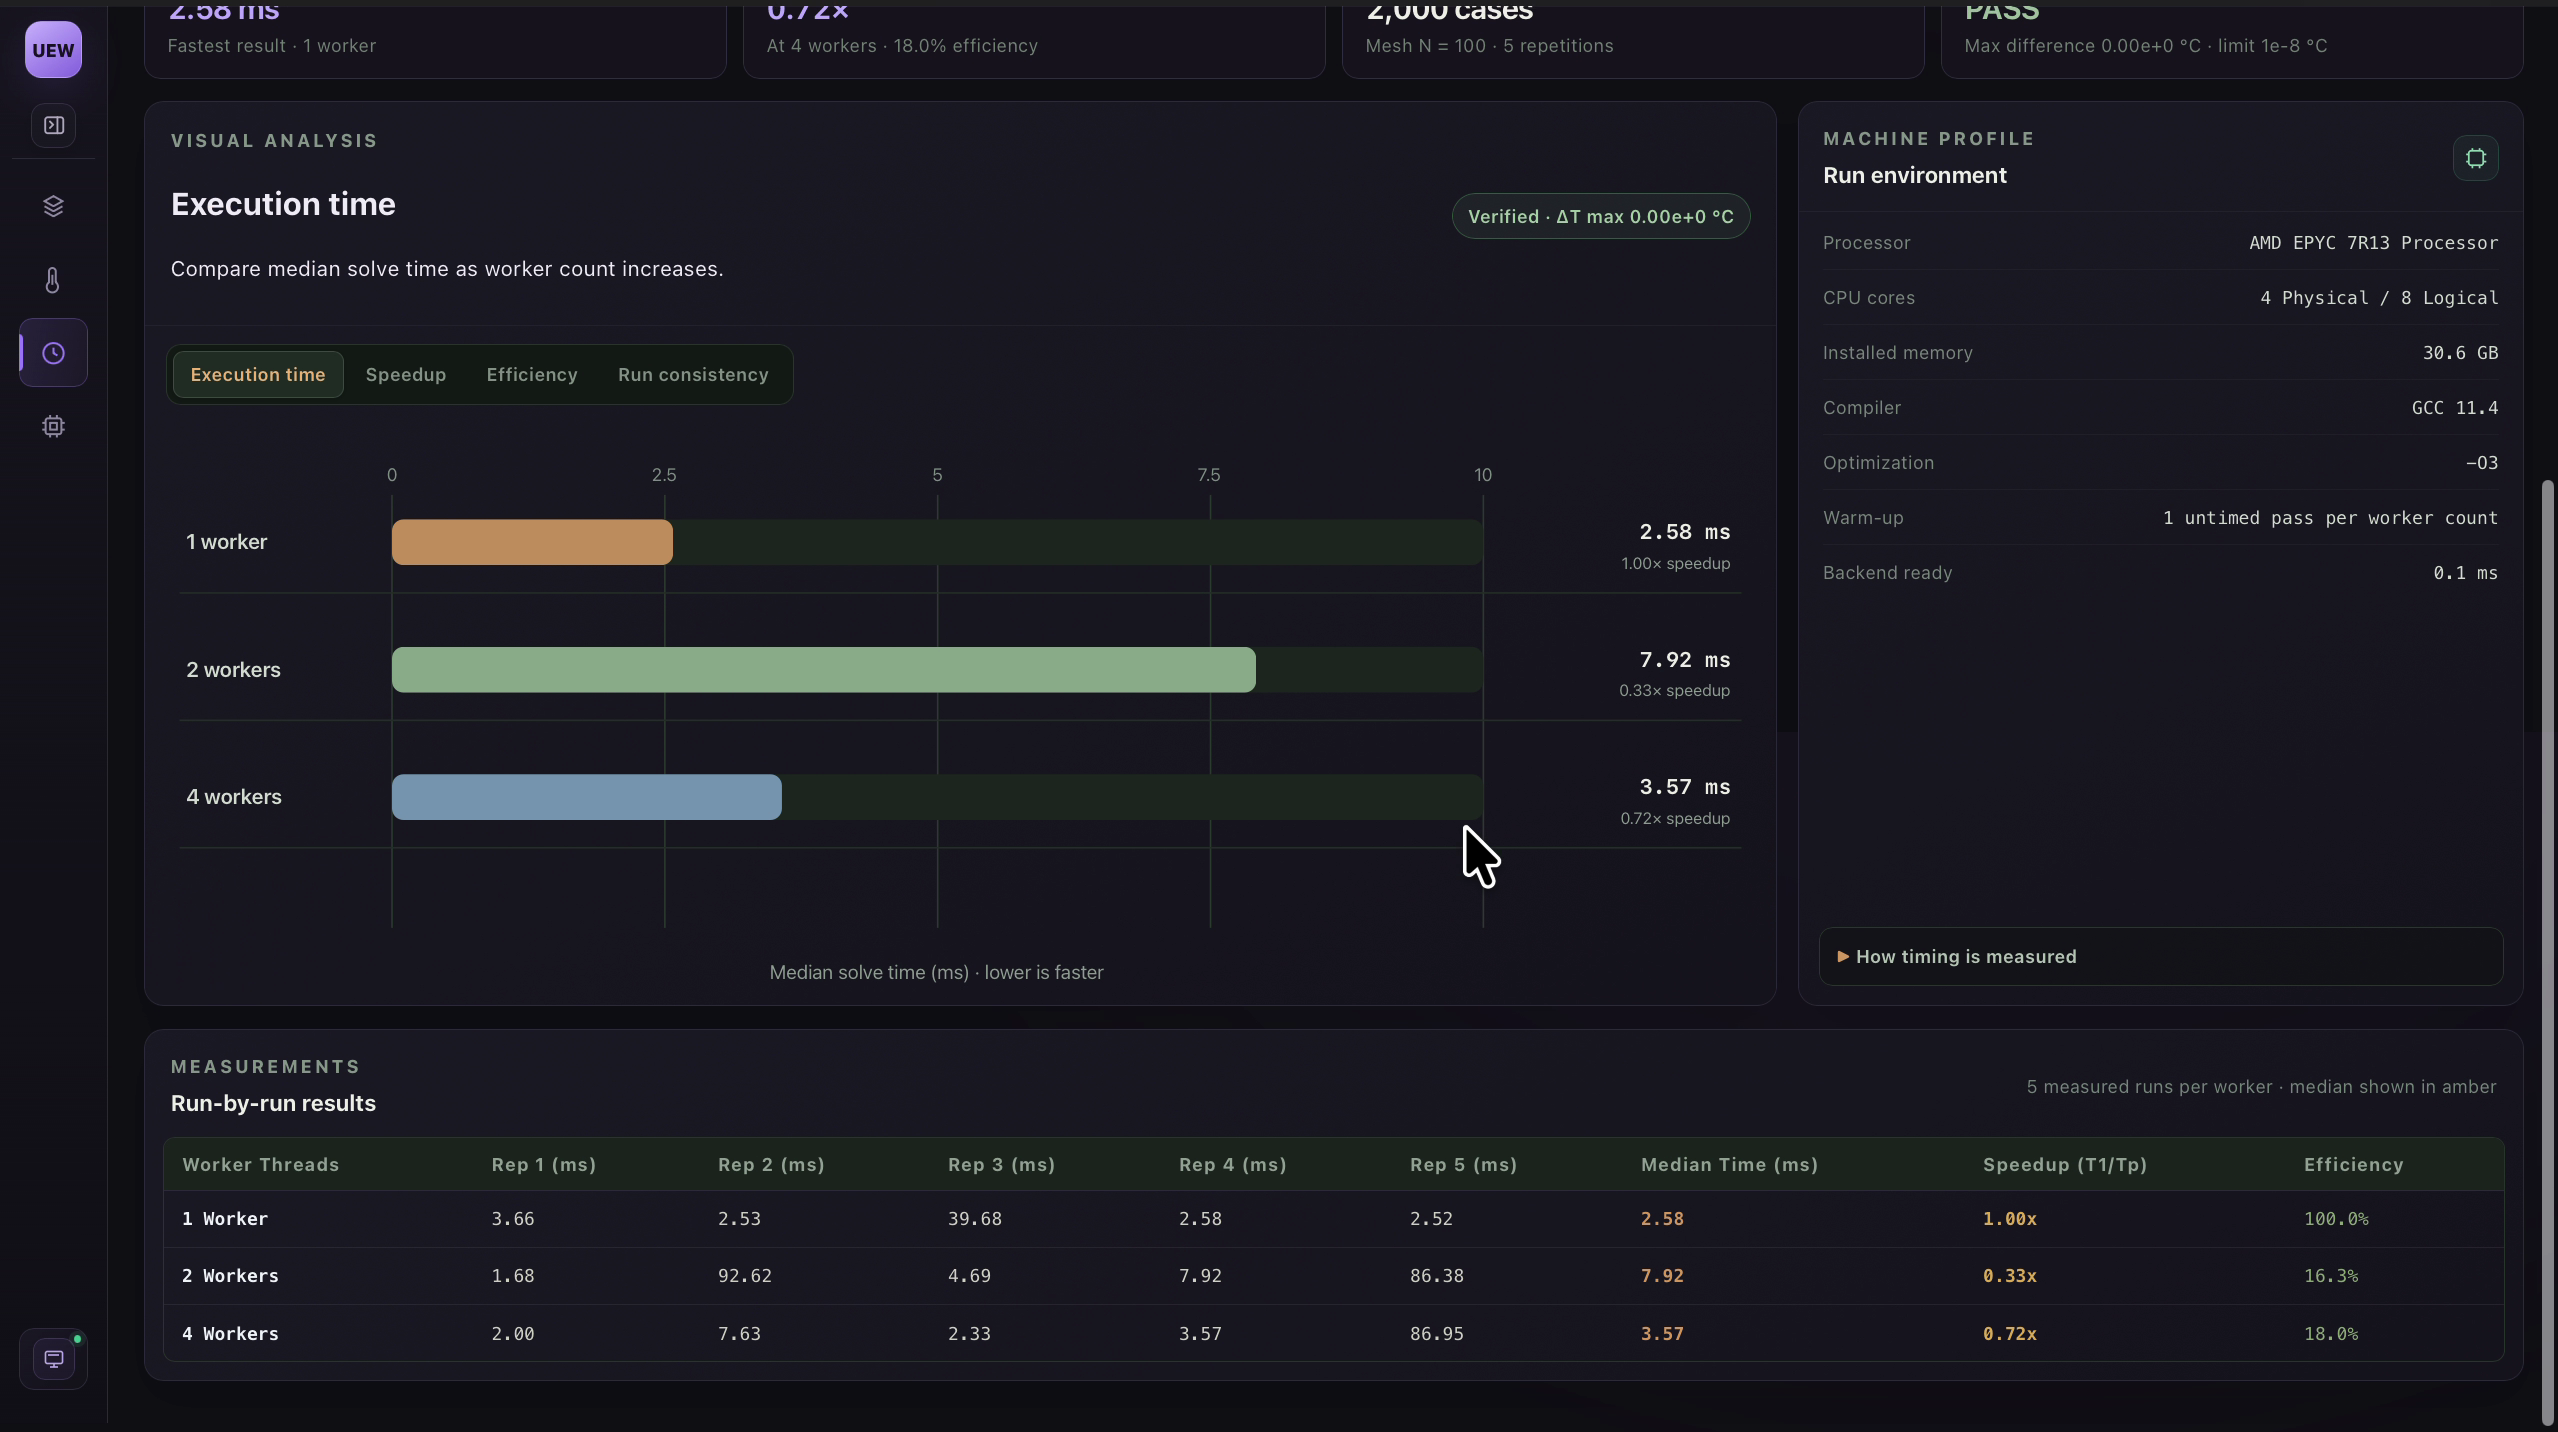 2.58 ms
Fastest result · 1 worker
0.72×
At 4 workers · 18.0% efficiency
2,000 cases
Mesh N = 100 · 5 repetitions
PASS
Max difference 0.00e+0 °C · limit 1e-8 °C
UEW
VISUAL ANALYSIS
Execution time
Verified · ΔT max 0.00e+0 °C
Compare median solve time as worker count increases.
Execution time
Speedup
Efficiency
Run consistency
0
2.5
5
7.5
10
1 worker
2.58 ms
1.00× speedup
2 workers
7.92 ms
0.33× speedup
4 workers
3.57 ms
0.72× speedup
Median solve time (ms) · lower is faster
MACHINE PROFILE
Run environment
Processor AMD EPYC 7R13 Processor
CPU cores 4 Physical / 8 Logical
Installed memory 30.6 GB
Compiler GCC 11.4
Optimization −O3
Warm-up 1 untimed pass per worker count
Backend ready 0.1 ms
How timing is measured
MEASUREMENTS
Run-by-run results
5 measured runs per worker · median shown in amber
Worker Threads Rep 1 (ms) Rep 2 (ms) Rep 3 (ms) Rep 4 (ms) Rep 5 (ms) Median Time (ms) Speedup (T1/Tp) Efficiency
1 Worker 3.66 2.53 39.68 2.58 2.52 2.58 1.00x 100.0%
2 Workers 1.68 92.62 4.69 7.92 86.38 7.92 0.33x 16.3%
4 Workers 2.00 7.63 2.33 3.57 86.95 3.57 0.72x 18.0%